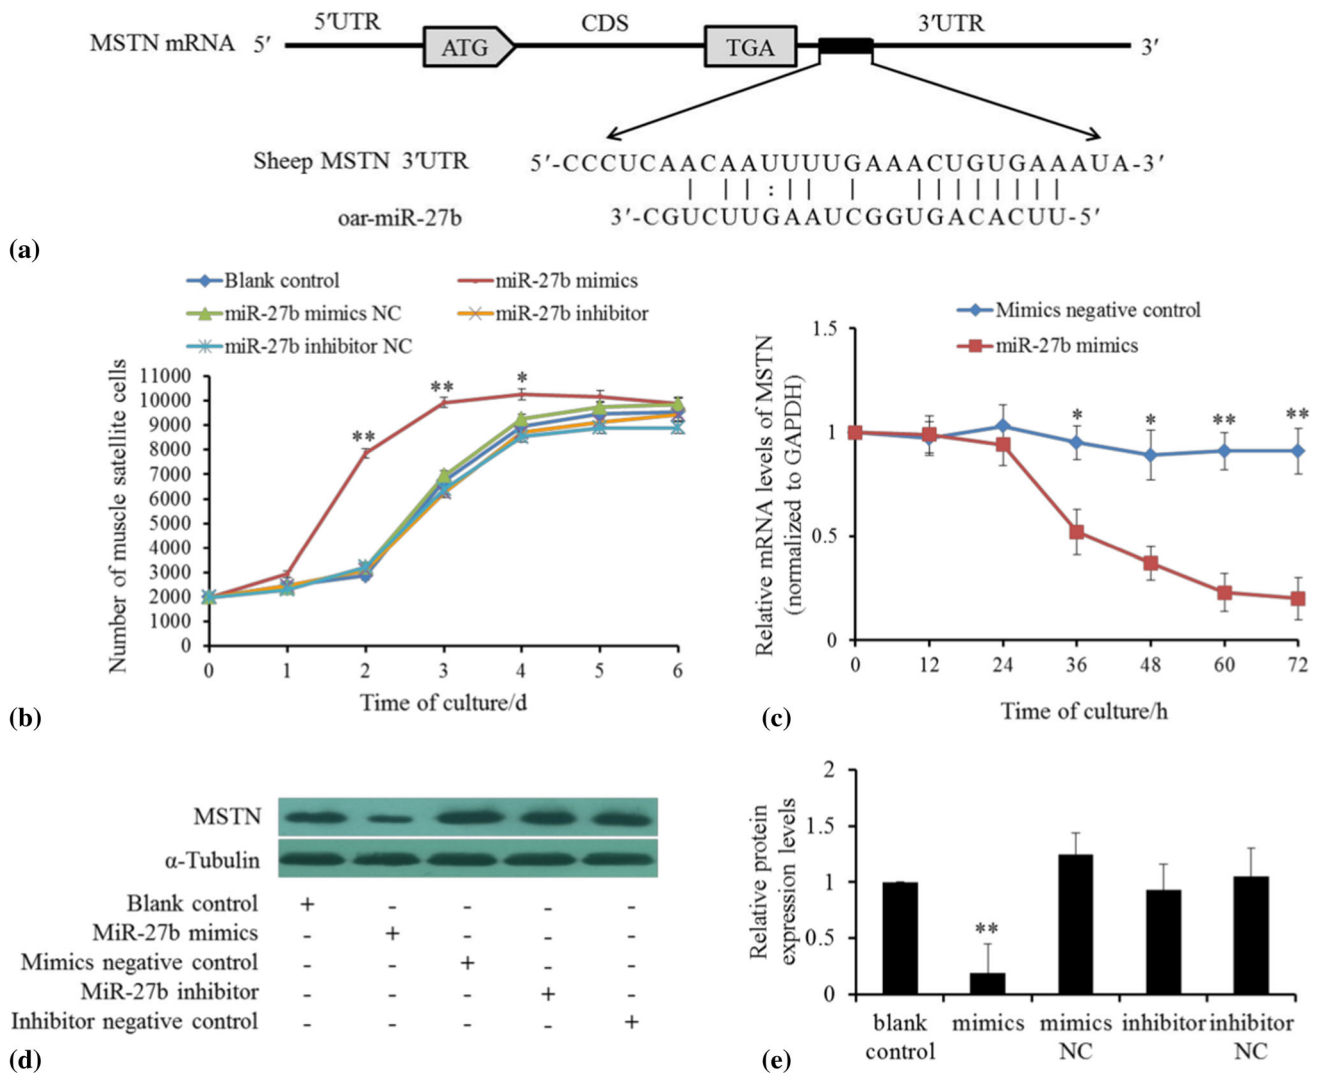 5′UTR CDS 3′UTR
MSTN mRNA 5′ ATG TGA 3′
Sheep MSTN 3′UTR 5′-CCCUCAACAAUUUUGAAACUGUGAAAUA-3′
oar-miR-27b 3′-CGUCUUGAAUCGGUGACACUU-5′
(a)
Blank control miR-27b mimics
miR-27b mimics NC miR-27b inhibitor
miR-27b inhibitor NC
Number of muscle satellite cells
11000
10000
9000
8000
7000
6000
5000
4000
3000
2000
1000
0
** ** *
0 1 2 3 4 5 6
Time of culture/d
(b)
Mimics negative control
miR-27b mimics
Relative mRNA levels of MSTN
(normalized to GAPDH)
1.5
1
0.5
0
* * ** **
0 12 24 36 48 60 72
Time of culture/h
(c)
MSTN
α-Tubulin
Blank control + - - - -
MiR-27b mimics - + - - -
Mimics negative control - - + - -
MiR-27b inhibitor - - - + -
Inhibitor negative control - - - - +
(d)
Relative protein
expression levels
2
1.5
1
0.5
0
**
blank mimics mimics inhibitor inhibitor
control NC NC
(e)